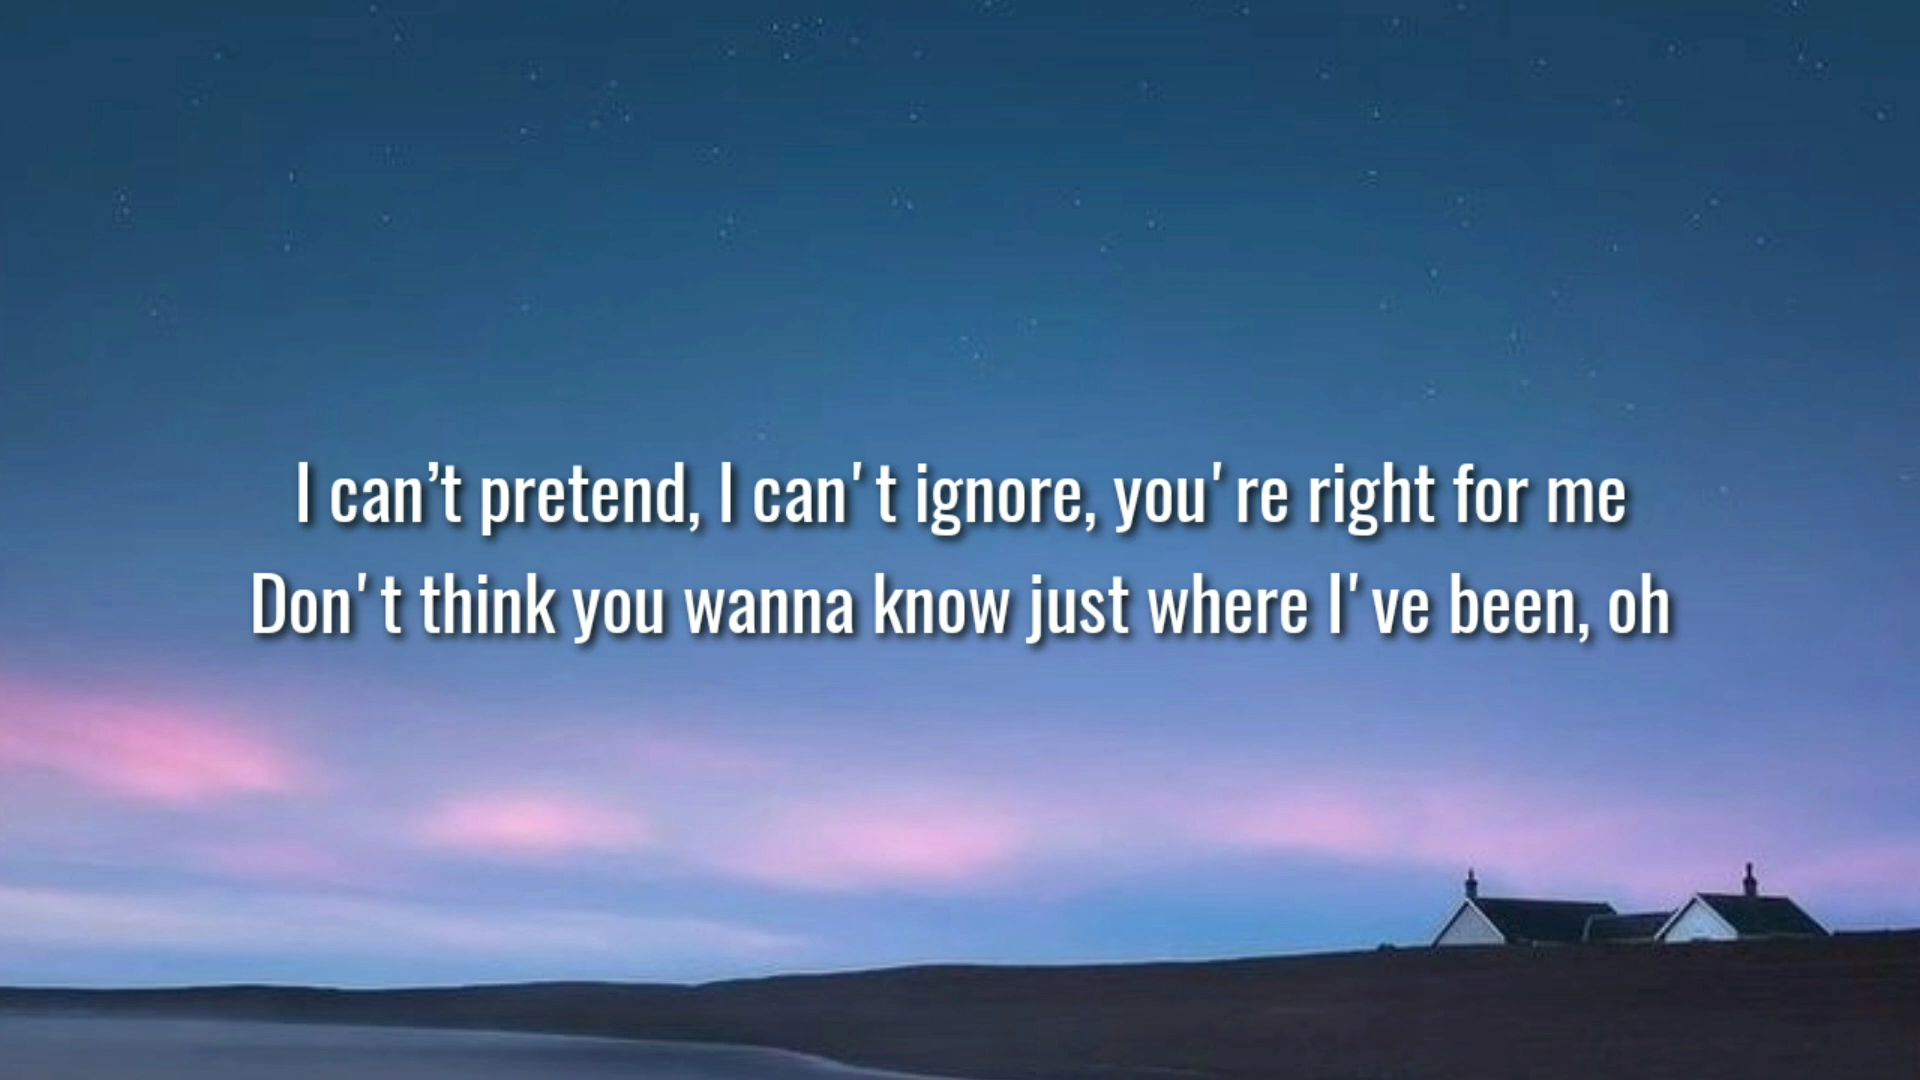 I can’t pretend, I can't ignore, you're right for me
Don't think you wanna know just where I've been, oh